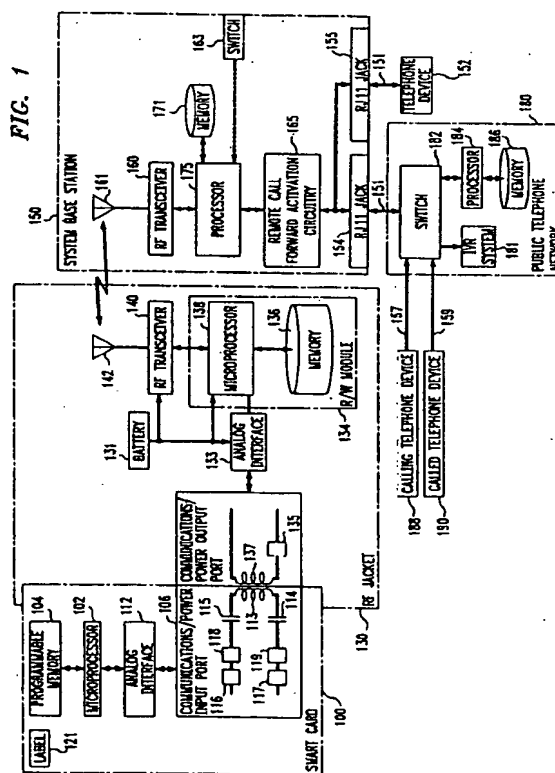 FIG. 1
150
SYSTEM BASE STATION
161
160
RF TRANSCEIVER
175
PROCESSOR
171
MEMORY
163
SWITCH
165
REMOTE CALL
FORWARD ACTIVATION
CIRCUITRY
154
RJ11 JACK
155
RJ11 JACK
151
151
TELEPHONE
DEVICE
152
180
182
SWITCH
184
PROCESSOR
186
MEMORY
IVR
SYSTEM
181
PUBLIC TELEPHONE
NETWORK
157
159
CALLING TELEPHONE DEVICE
188
CALLED TELEPHONE DEVICE
190
142
140
RF TRANSCEIVER
138
MICROPROCESSOR
136
MEMORY
R/W MODULE
134
BATTERY
131
ANALOG
INTERFACE
133
RF JACKET
130
COMMUNICATIONS/
POWER OUTPUT
PORT
137
135
COMMUNICATIONS/POWER
INPUT PORT
106
113
115
114
118
119
116
117
104
PROGRAMMABLE
MEMORY
102
MICROPROCESSOR
112
ANALOG
INTERFACE
LABEL
121
SMART CARD
100